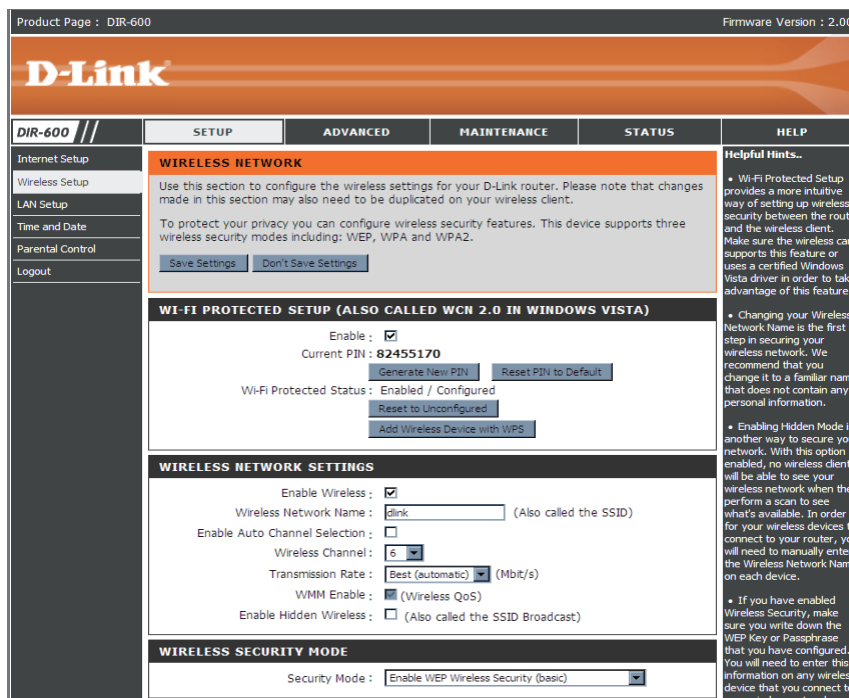 Product Page : DIR-600
Firmware Version : 2.00
D-Link
DIR-600
SETUP
ADVANCED
MAINTENANCE
STATUS
HELP
Internet Setup
Wireless Setup
LAN Setup
Time and Date
Parental Control
Logout
WIRELESS NETWORK
Use this section to configure the wireless settings for your D-Link router. Please note that changes
made in this section may also need to be duplicated on your wireless client.
To protect your privacy you can configure wireless security features. This device supports three
wireless security modes including: WEP, WPA and WPA2.
Save Settings
Don't Save Settings
WI-FI PROTECTED SETUP (ALSO CALLED WCN 2.0 IN WINDOWS VISTA)
Enable :
Current PIN : 82455170
Generate New PIN
Reset PIN to Default
Wi-Fi Protected Status : Enabled / Configured
Reset to Unconfigured
Add Wireless Device with WPS
WIRELESS NETWORK SETTINGS
Enable Wireless :
Wireless Network Name : dlink (Also called the SSID)
Enable Auto Channel Selection :
Wireless Channel : 6
Transmission Rate : Best (automatic) (Mbit/s)
WMM Enable : (Wireless QoS)
Enable Hidden Wireless : (Also called the SSID Broadcast)
WIRELESS SECURITY MODE
Security Mode : Enable WEP Wireless Security (basic)
Helpful Hints..
• Wi-Fi Protected Setup
provides a more intuitive
way of setting up wireless
security between the rout
and the wireless client.
Make sure the wireless car
supports this feature or
uses a certified Windows
Vista driver in order to tak
advantage of this feature
• Changing your Wireless
Network Name is the first
step in securing your
wireless network. We
recommend that you
change it to a familiar nam
that does not contain any
personal information.
• Enabling Hidden Mode i
another way to secure yo
network. With this option
enabled, no wireless client
will be able to see your
wireless network when the
perform a scan to see
what's available. In order
for your wireless devices t
connect to your router, yo
will need to manually ente
the Wireless Network Nam
on each device.
• If you have enabled
Wireless Security, make
sure you write down the
WEP Key or Passphrase
that you have configured.
You will need to enter this
information on any wireles
device that you connect to